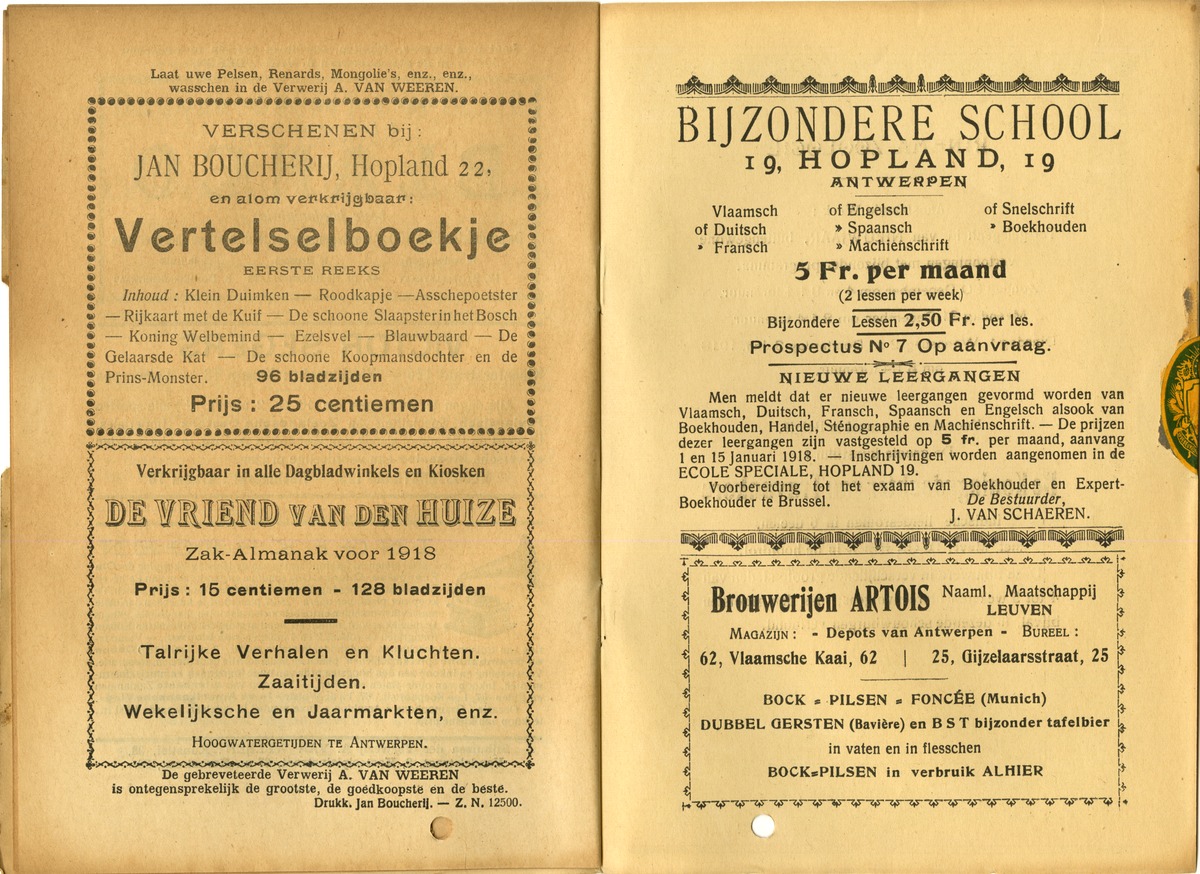 Laat uwe Pelsen, Renards, Mongolie's, enz., enz.,
wasschen in de Verwerij A. VAN WEEREN.
VERSCHENEN bij :
JAN BOUCHERIJ, Hopland 22,
en alom verkrijgbaar :
Vertelselboekje
EERSTE REEKS
Inhoud : Klein Duimken — Roodkapje —Asschepoetster
— Rijkaart met de Kuif — De schoone Slaapster in het Bosch
— Koning Welbemind — Ezelsvel — Blauwbaard — De
Gelaarsde Kat — De schoone Koopmansdochter en de
Prins-Monster. 96 bladzijden
Prijs : 25 centiemen
Verkrijgbaar in alle Dagbladwinkels en Kiosken
DE VRIEND VAN DEN HUIZE
Zak-Almanak voor 1918
Prijs : 15 centiemen - 128 bladzijden
Talrijke Verhalen en Kluchten.
Zaaitijden.
Wekelijksche en Jaarmarkten, enz.
HOOGWATERGETIJDEN TE ANTWERPEN.
De gebreveteerde Verwerij A. VAN WEEREN
is ontegensprekelijk de grootste, de goedkoopste en de beste.
Drukk. Jan Boucherij. — Z. N. 12500.
BIJZONDERE SCHOOL
19, HOPLAND, 19
ANTWERPEN
Vlaamsch of Engelsch of Snelschrift
of Duitsch » Spaansch » Boekhouden
» Fransch » Machienschrift
5 Fr. per maand
(2 lessen per week)
Bijzondere Lessen 2,50 Fr. per les.
Prospectus No 7 Op aanvraag.
NIEUWE LEERGANGEN
Men meldt dat er nieuwe leergangen gevormd worden van
Vlaamsch, Duitsch, Fransch, Spaansch en Engelsch alsook van
Boekhouden, Handel, Sténographie en Machienschrift. — De prijzen
dezer leergangen zijn vastgesteld op 5 fr. per maand, aanvang
1 en 15 Januari 1918. — Inschrijvingen worden aangenomen in de
ECOLE SPECIALE, HOPLAND 19.
Voorbereiding tot het exaam van Boekhouder en Expert-
Boekhouder te Brussel. De Bestuurder,
J. VAN SCHAEREN.
Brouwerijen ARTOIS Naaml. Maatschappij
LEUVEN
MAGAZIJN : - Depots van Antwerpen - BUREEL :
62, Vlaamsche Kaai, 62 | 25, Gijzelaarsstraat, 25
BOCK = PILSEN = FONCÉE (Munich)
DUBBEL GERSTEN (Bavière) en B S T bijzonder tafelbier
in vaten en in flesschen
BOCK=PILSEN in verbruik ALHIER